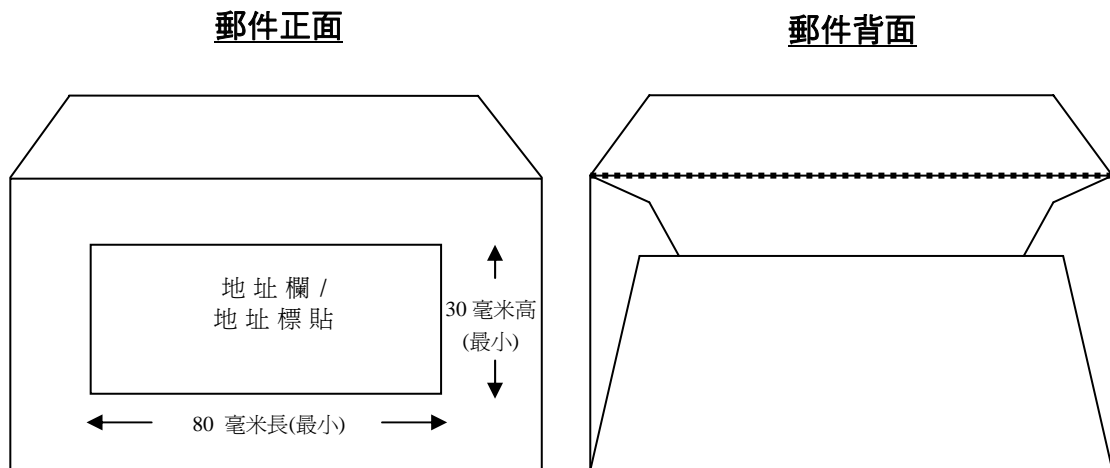 郵件正面
郵件背面
地 址 欄 /
地 址 標 貼
30 毫米高
(最小)
80 毫米長(最小)